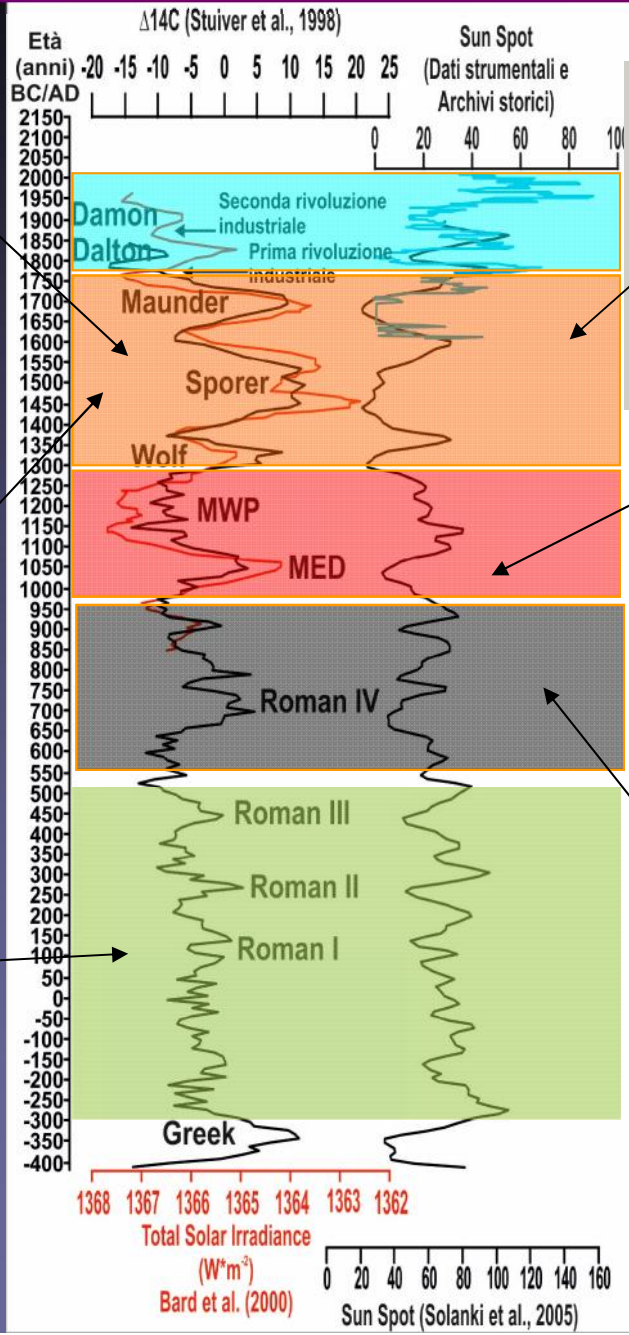 Δ14C (Stuiver et al., 1998)
Età
(anni)
BC/AD
-20 -15 -10 -5 0 5 10 15 20 25
Sun Spot
(Dati strumentali e
Archivi storici)
0 20 40 60 80 100
2150
2100
2050
2000
1950
1900
1850
1800
1750
1700
1650
1600
1550
1500
1450
1400
1350
1300
1250
1200
1150
1100
1050
1000
950
900
850
800
750
700
650
600
550
500
450
400
350
300
250
200
150
100
50
0
-50
-100
-150
-200
-250
-300
-350
-400
Seconda rivoluzione
industriale
Damon
Dalton
Prima rivoluzione
industriale
Maunder
Sporer
Wolf
MWP
MED
Roman IV
Roman III
Roman II
Roman I
Greek
1368 1367 1366 1365 1364 1363 1362
Total Solar Irradiance
(W*m-2)
Bard et al. (2000)
0 20 40 60 80 100 120 140 160
Sun Spot (Solanki et al., 2005)